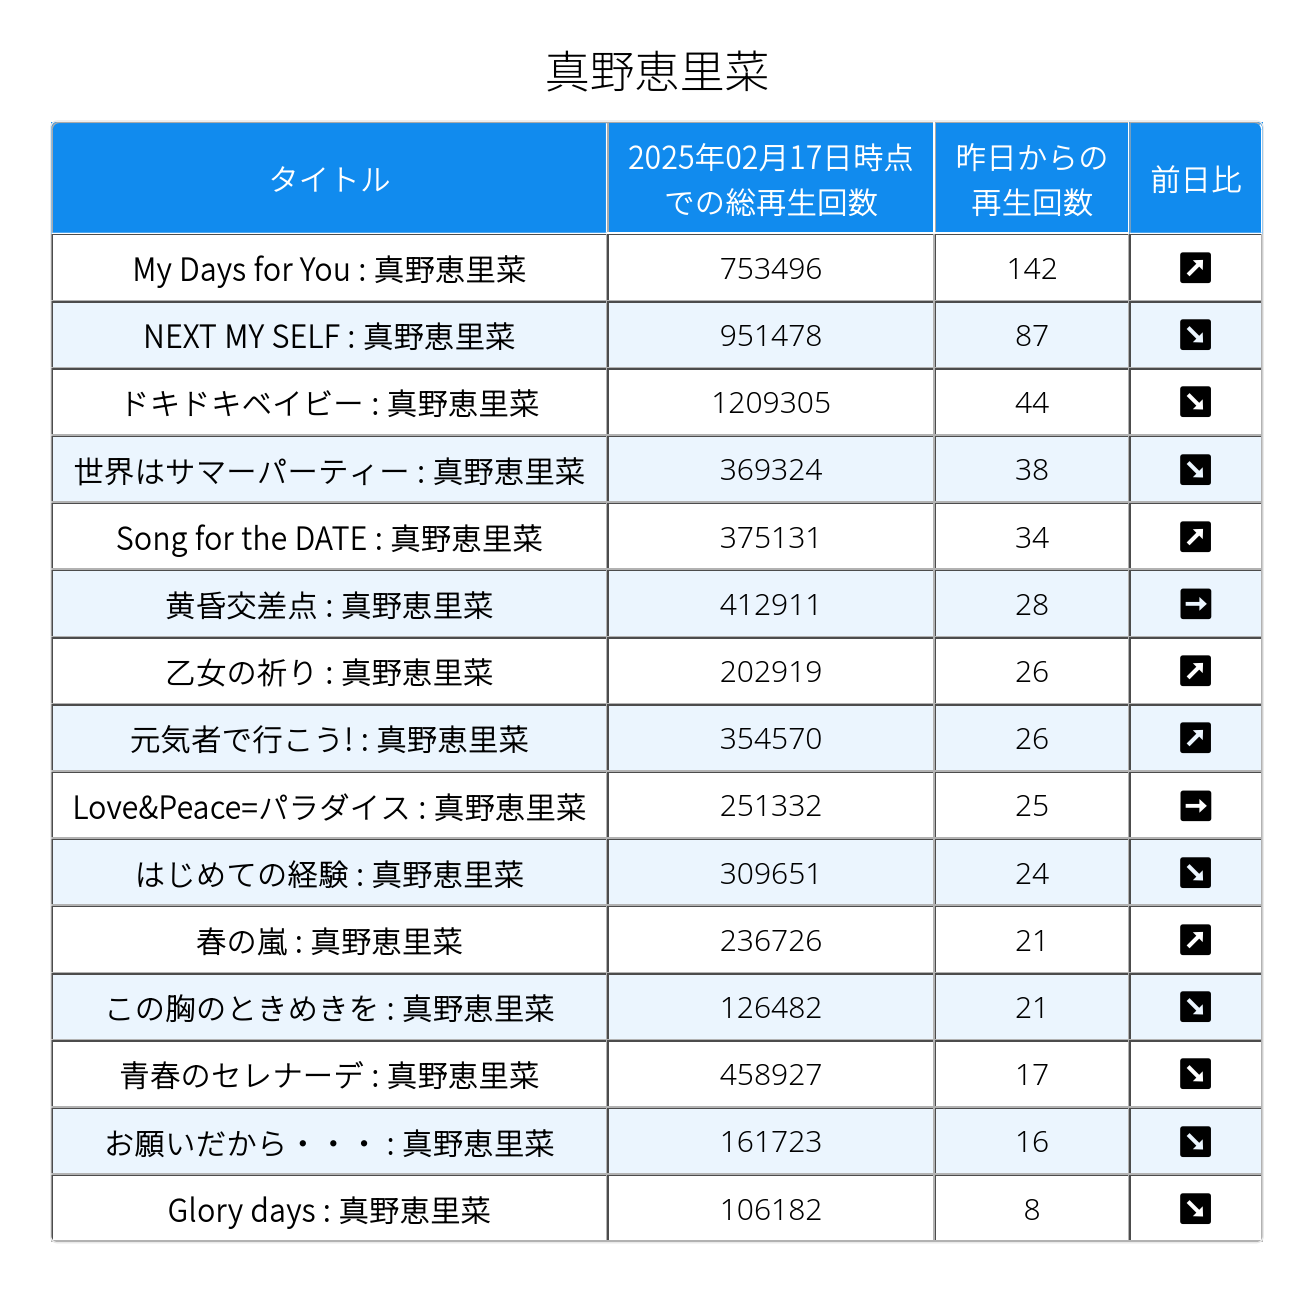 真野恵里菜
タイトル
2025年02月17日時点
での総再生回数
昨日からの
再生回数
前日比
My Days for You : 真野恵里菜 753496 142 ↗
NEXT MY SELF : 真野恵里菜 951478 87 ↘
ドキドキベイビー : 真野恵里菜 1209305 44 ↘
世界はサマーパーティー : 真野恵里菜 369324 38 ↘
Song for the DATE : 真野恵里菜 375131 34 ↗
黄昏交差点 : 真野恵里菜 412911 28 →
乙女の祈り : 真野恵里菜 202919 26 ↗
元気者で行こう! : 真野恵里菜 354570 26 ↗
Love&Peace=パラダイス : 真野恵里菜 251332 25 →
はじめての経験 : 真野恵里菜 309651 24 ↘
春の嵐 : 真野恵里菜 236726 21 ↗
この胸のときめきを : 真野恵里菜 126482 21 ↘
青春のセレナーデ : 真野恵里菜 458927 17 ↘
お願いだから・・・ : 真野恵里菜 161723 16 ↘
Glory days : 真野恵里菜 106182 8 ↘